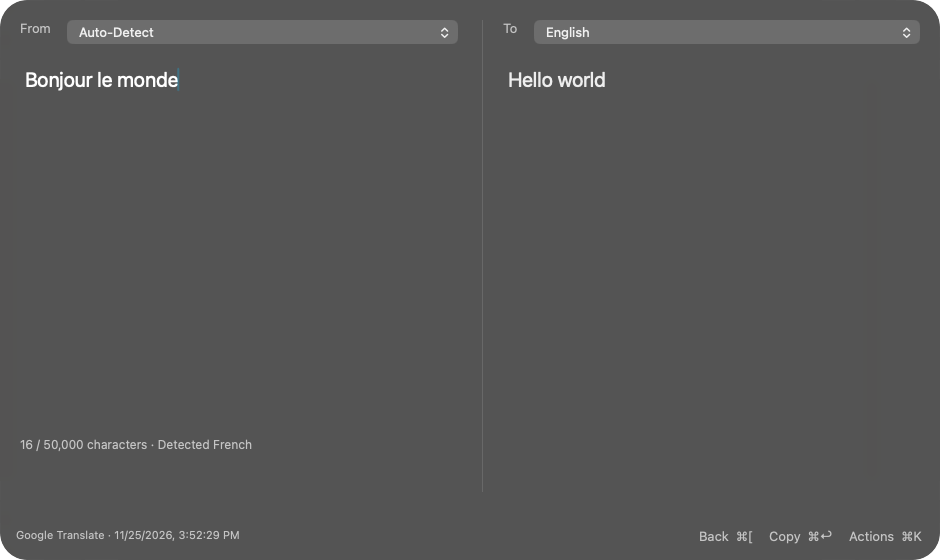 From Auto-Detect
Bonjour le monde
16 / 50,000 characters · Detected French
To English
Hello world
Google Translate · 11/25/2026, 3:52:29 PM
Back ⌘[ Copy ⌘↩ Actions ⌘K